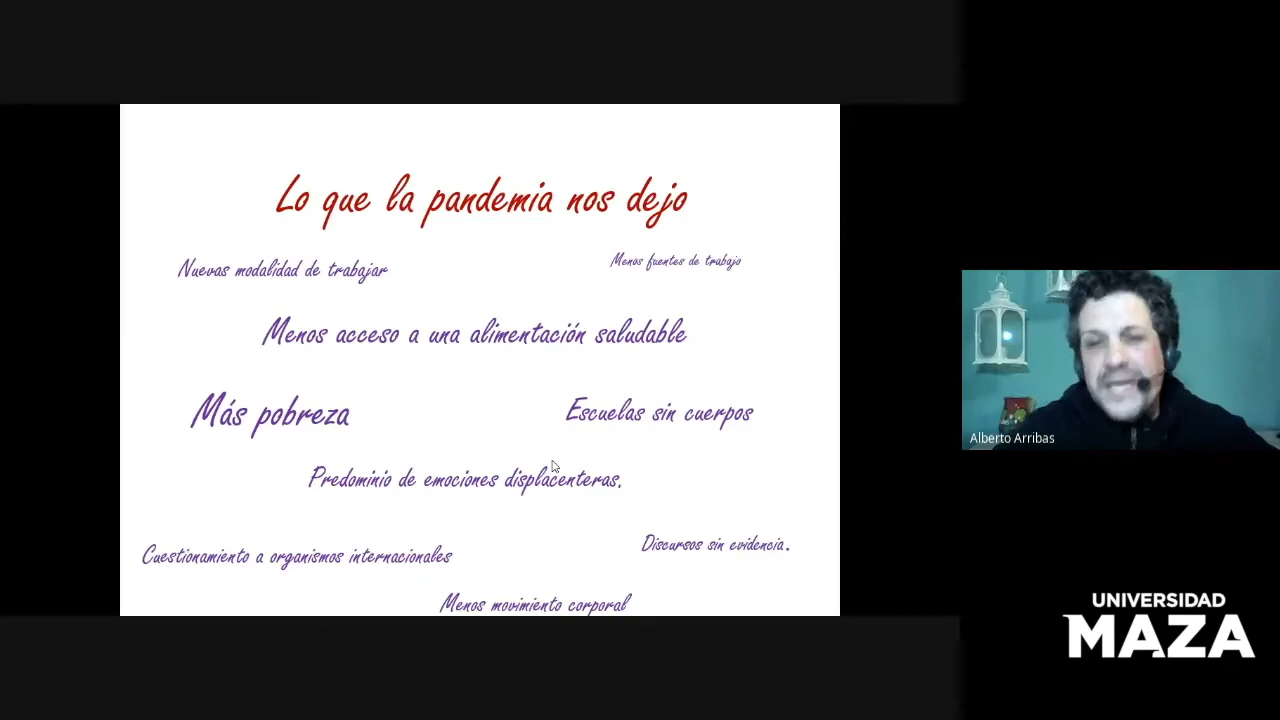 Lo que la pandemia nos dejo
Nuevas modalidad de trabajar
Menos fuentes de trabajo
Menos acceso a una alimentación saludable
Más pobreza
Escuelas sin cuerpos
Predominio de emociones displacenteras.
Cuestionamiento a organismos internacionales
Discursos sin evidencia.
Menos movimiento corporal
Alberto Arribas
UNIVERSIDAD
MAZA